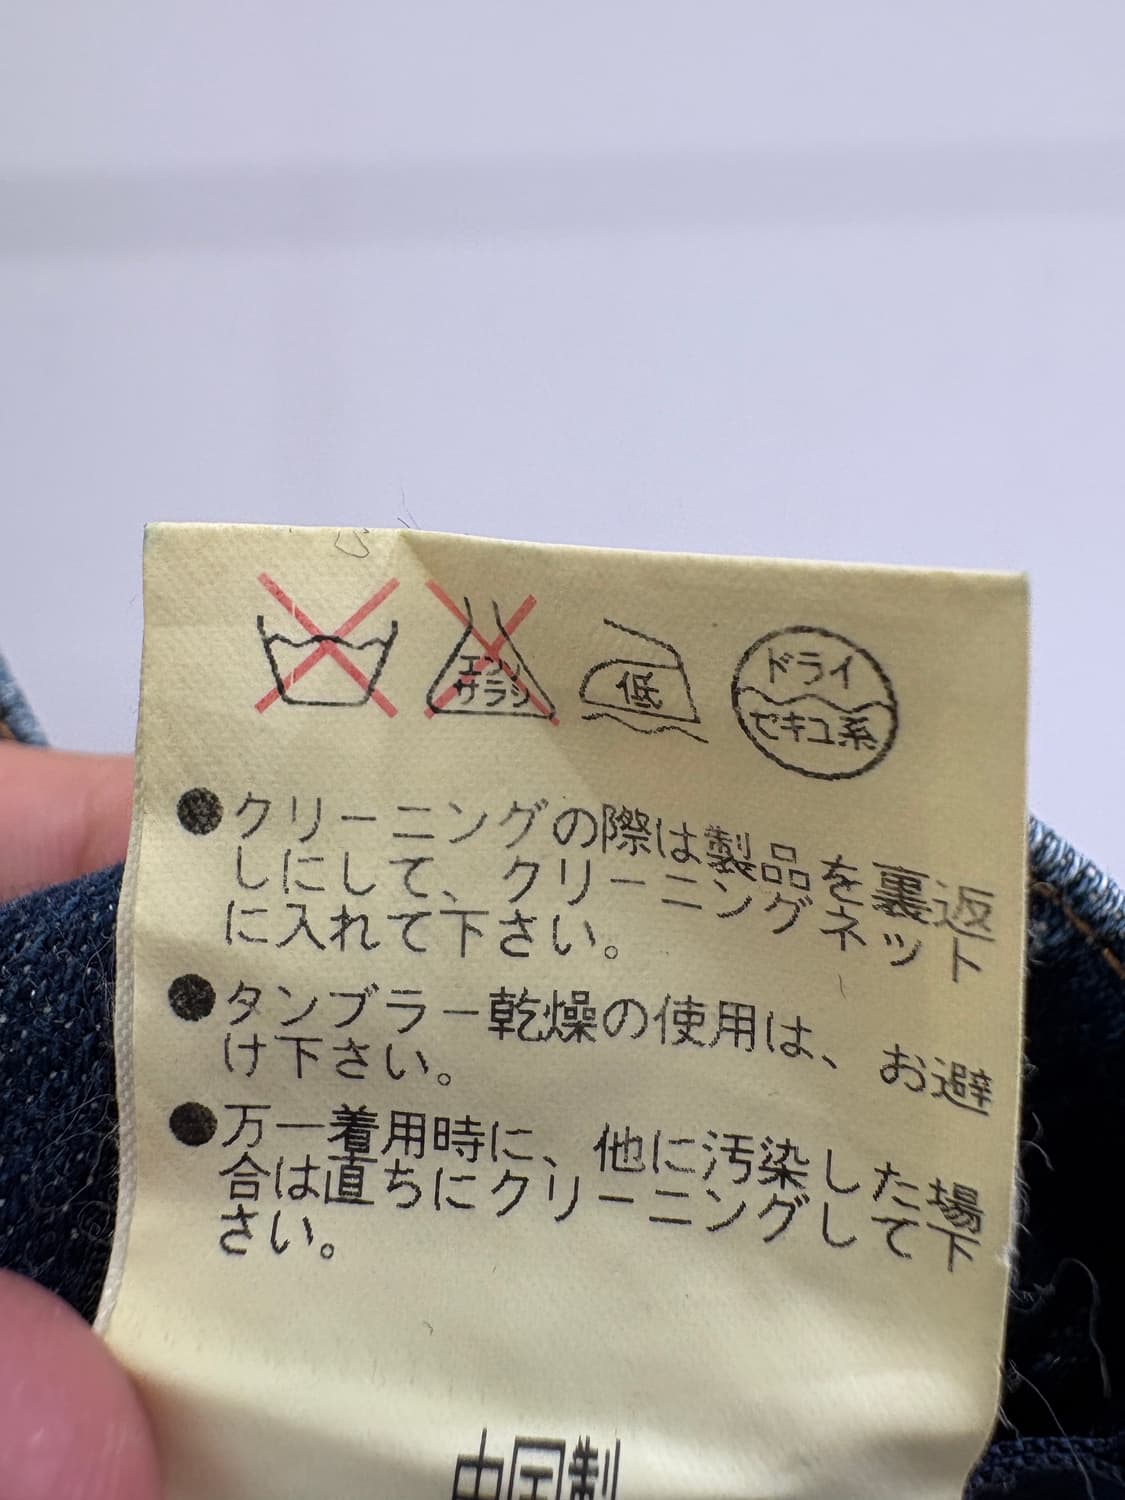 エンソ
サラシ
低
ドライ
セキユ系
●クリーニングの際は製品を裏返
しにして、クリーニングネット
に入れて下さい。
●タンブラー乾燥の使用は、お避
け下さい。
●万一着用時に、他に汚染した場
合は直ちにクリーニングして下
さい。
中国製